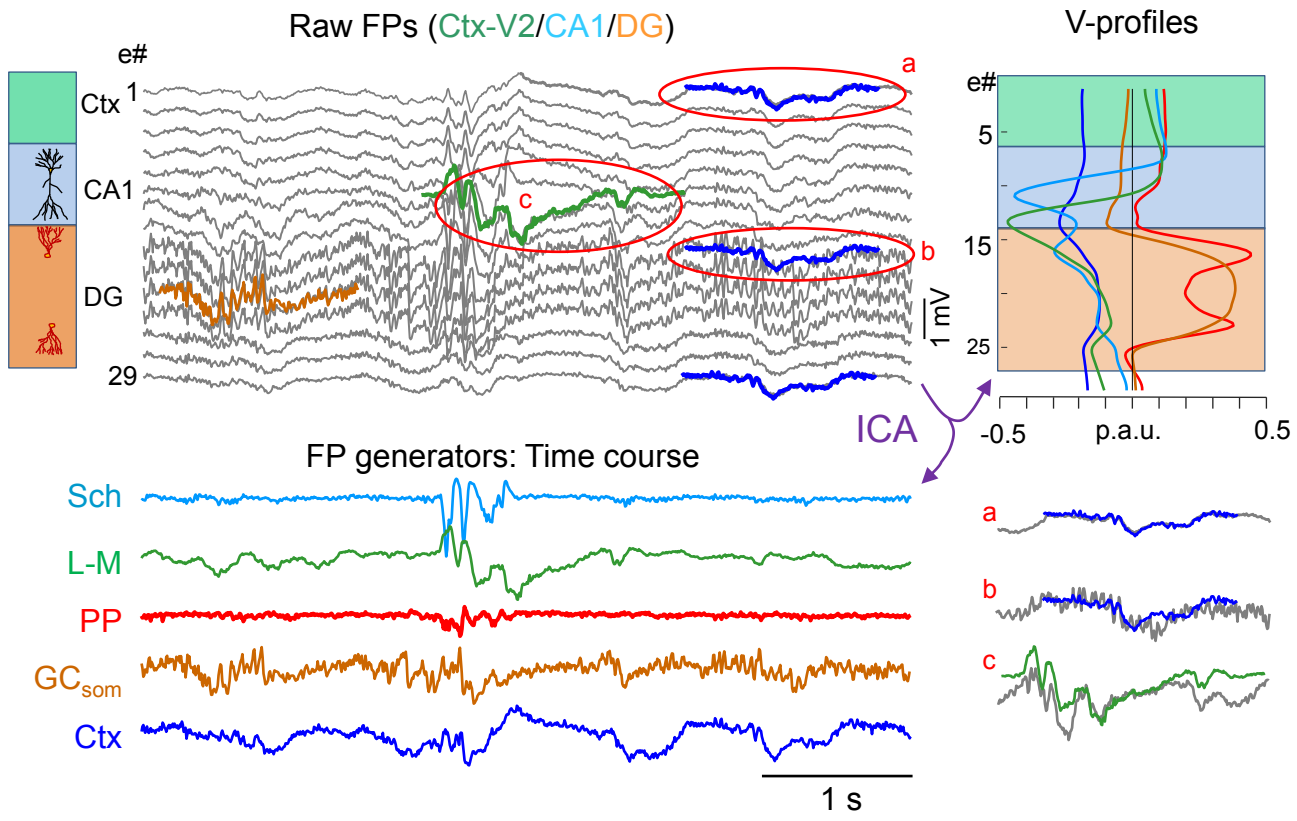 Raw FPs (Ctx-V2/CA1/DG)
V-profiles
e#
1
Ctx
CA1
DG
29
a
b
c
1 mV
e#
5
15
25
-0.5
p.a.u.
0.5
ICA
FP generators: Time course
Sch
L-M
PP
GCsom
Ctx
1 s
a
b
c